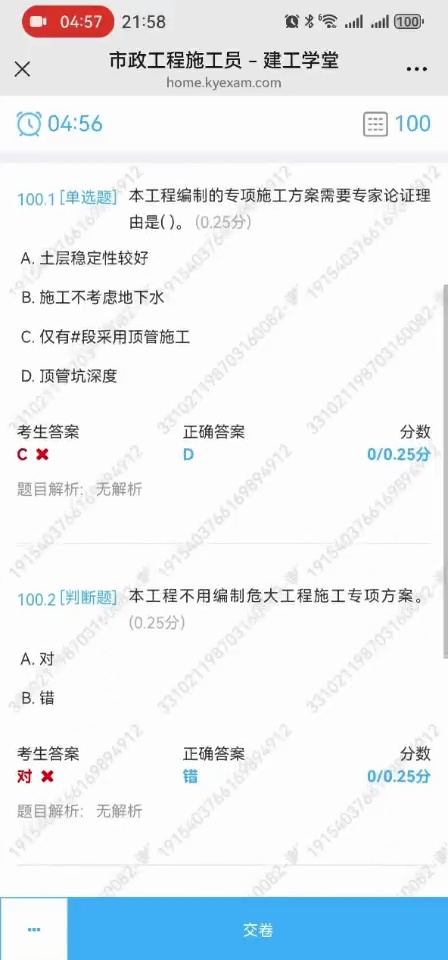 04:57 21:58 6 100
市政工程施工员 – 建工学堂
home.kyexam.com
04:56 100
100.1 [单选题] 本工程编制的专项施工方案需要专家论证理
由是( )。 (0.25分)
A. 土层稳定性较好
B. 施工不考虑地下水
C. 仅有#段采用顶管施工
D. 顶管坑深度
考生答案 正确答案 分数
C ✖ D 0/0.25分
题目解析: 无解析
100.2 [判断题] 本工程不用编制危大工程施工专项方案。
(0.25分)
A. 对
B. 错
考生答案 正确答案 分数
对 ✖ 错 0/0.25分
题目解析: 无解析
交卷